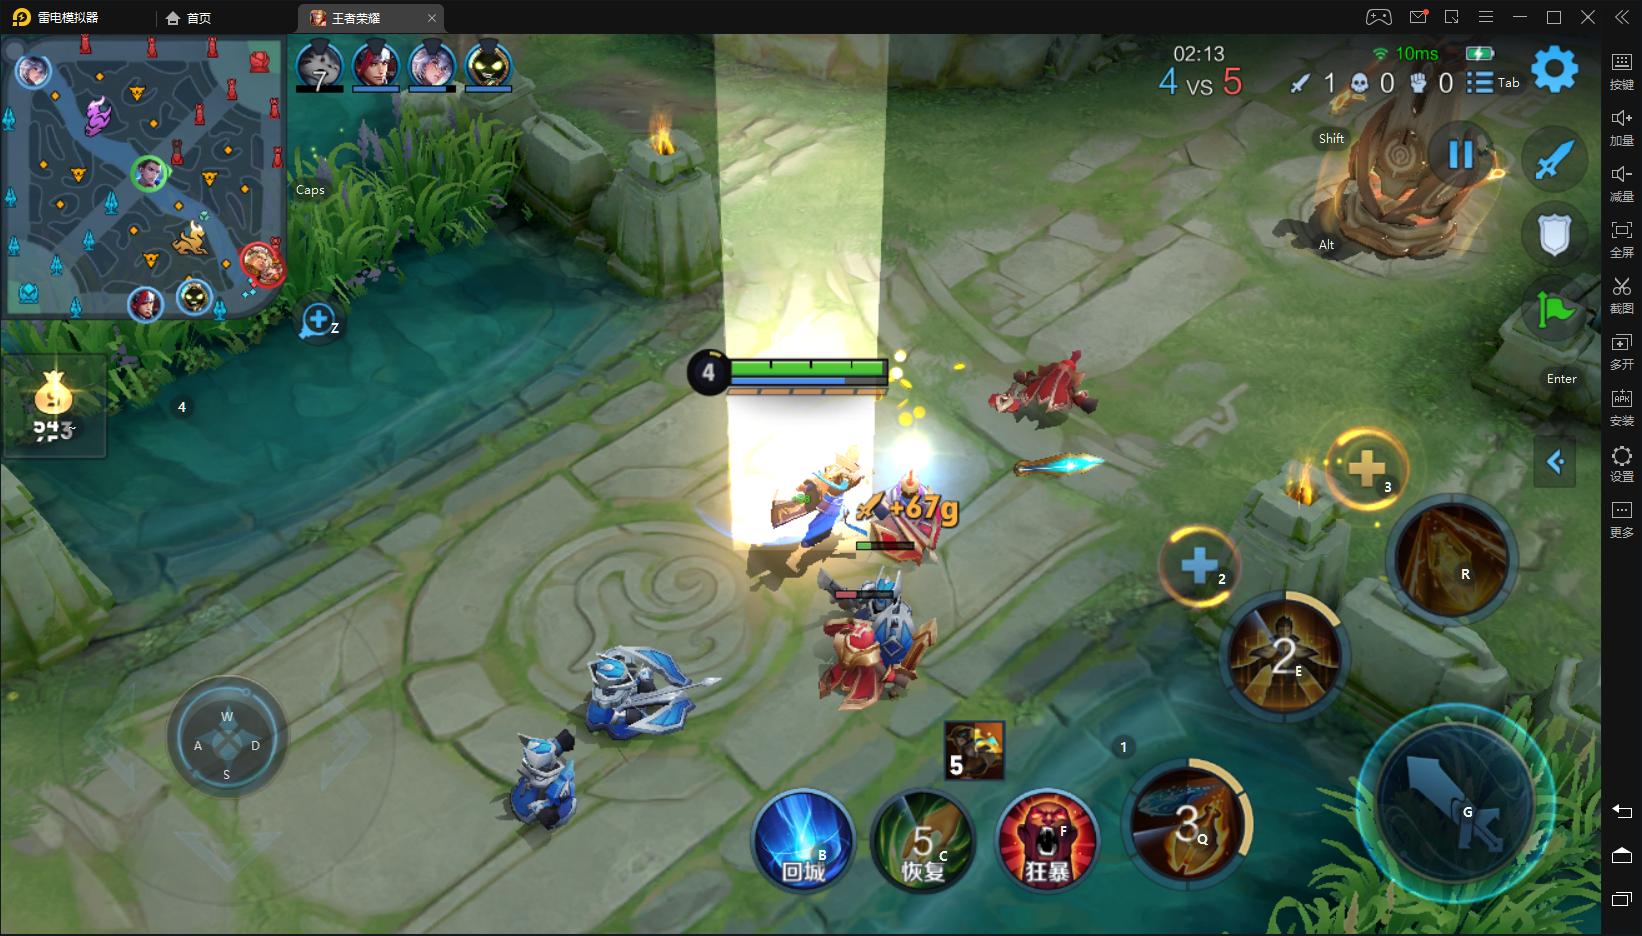 雷电模拟器
首页
王者荣耀
7
02:13
10ms
4 vs 5
1
0
0
Tab
Shift
Caps
Alt
Z
4
4
Enter
+67g
3
2
R
2
E
W
A
D
S
1
5
G
3
Q
5
B
C
F
回城
恢复
狂暴
按键
加量
减量
全屏
截图
多开
APK
安装
设置
更多